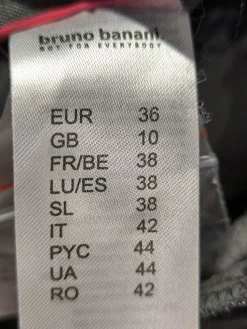 bruno banani
NOT FOR EVERYBODY
EUR 36
GB 10
FR/BE 38
LU/ES 38
SL 38
IT 42
PYC 44
UA 44
RO 42